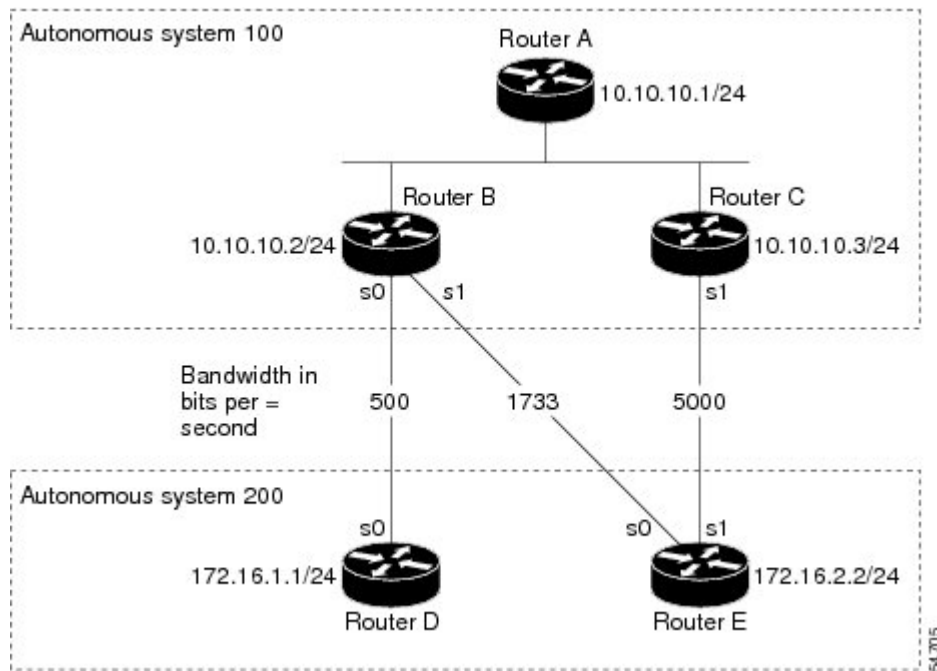 Autonomous system 100
Router A
10.10.10.1/24
Router B
Router C
10.10.10.2/24
10.10.10.3/24
s0
s1
s1
Bandwidth in
bits per =
second
500
1733
5000
Autonomous system 200
s0
s0
s1
172.16.1.1/24
172.16.2.2/24
Router D
Router E
51705